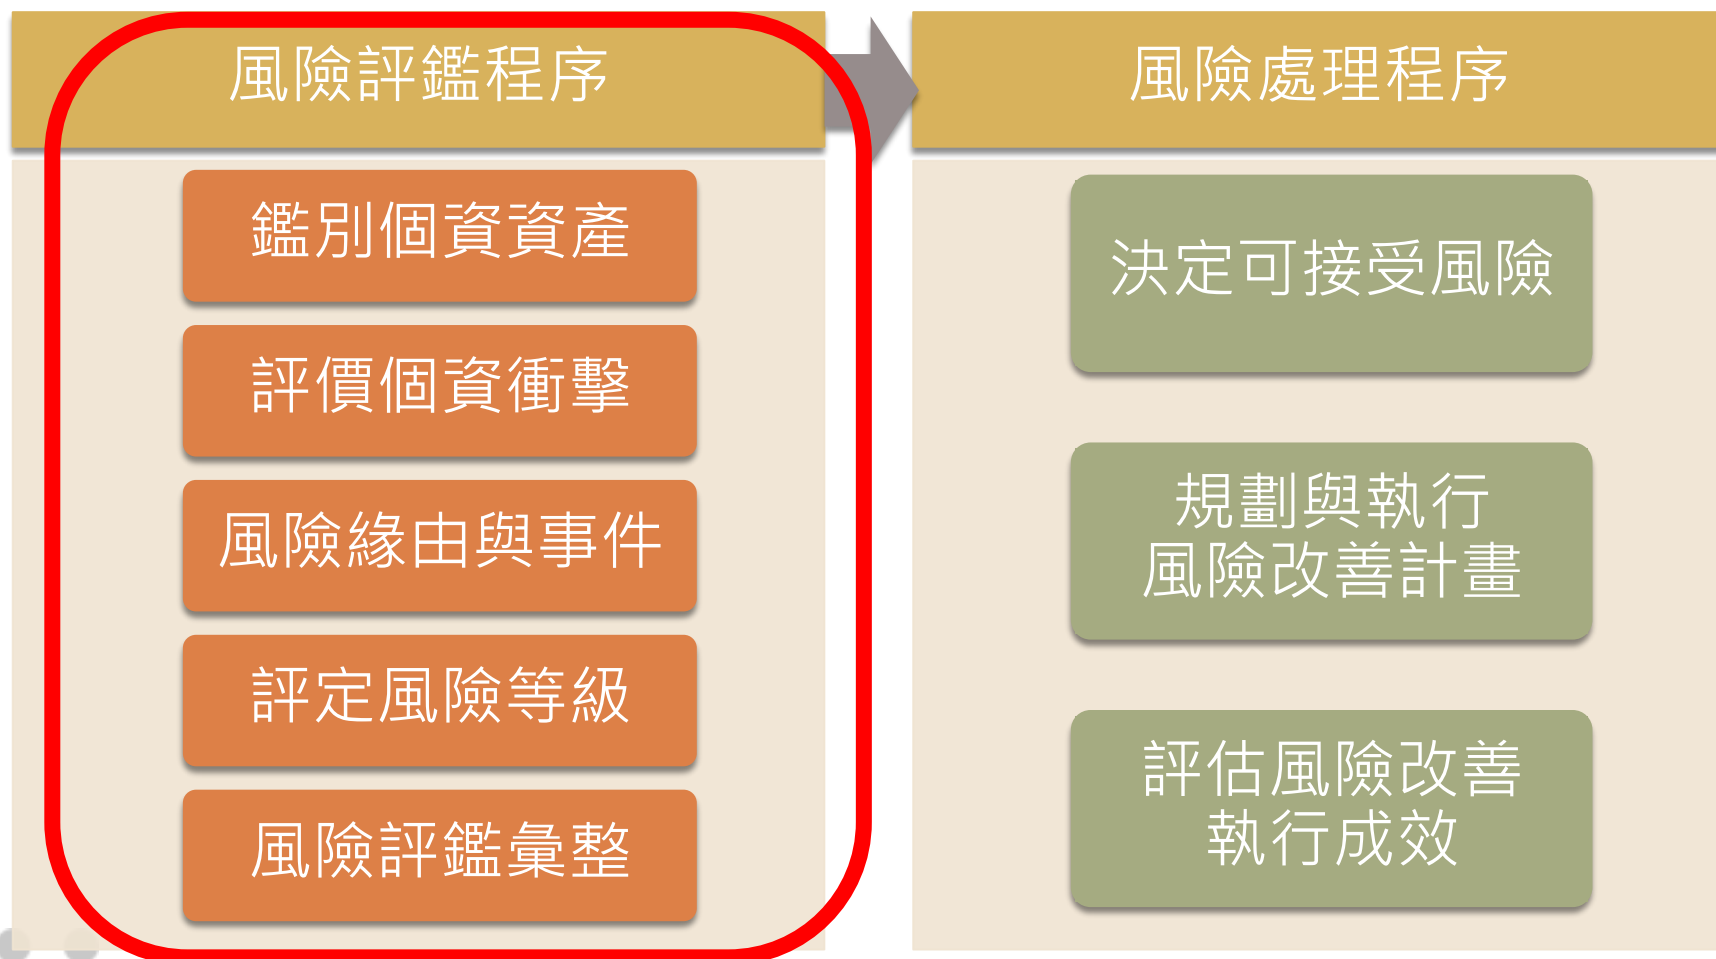 風險評鑑程序
鑑別個資資產
評價個資衝擊
風險緣由與事件
評定風險等級
風險評鑑彙整
風險處理程序
決定可接受風險
規劃與執行
風險改善計畫
評估風險改善
執行成效